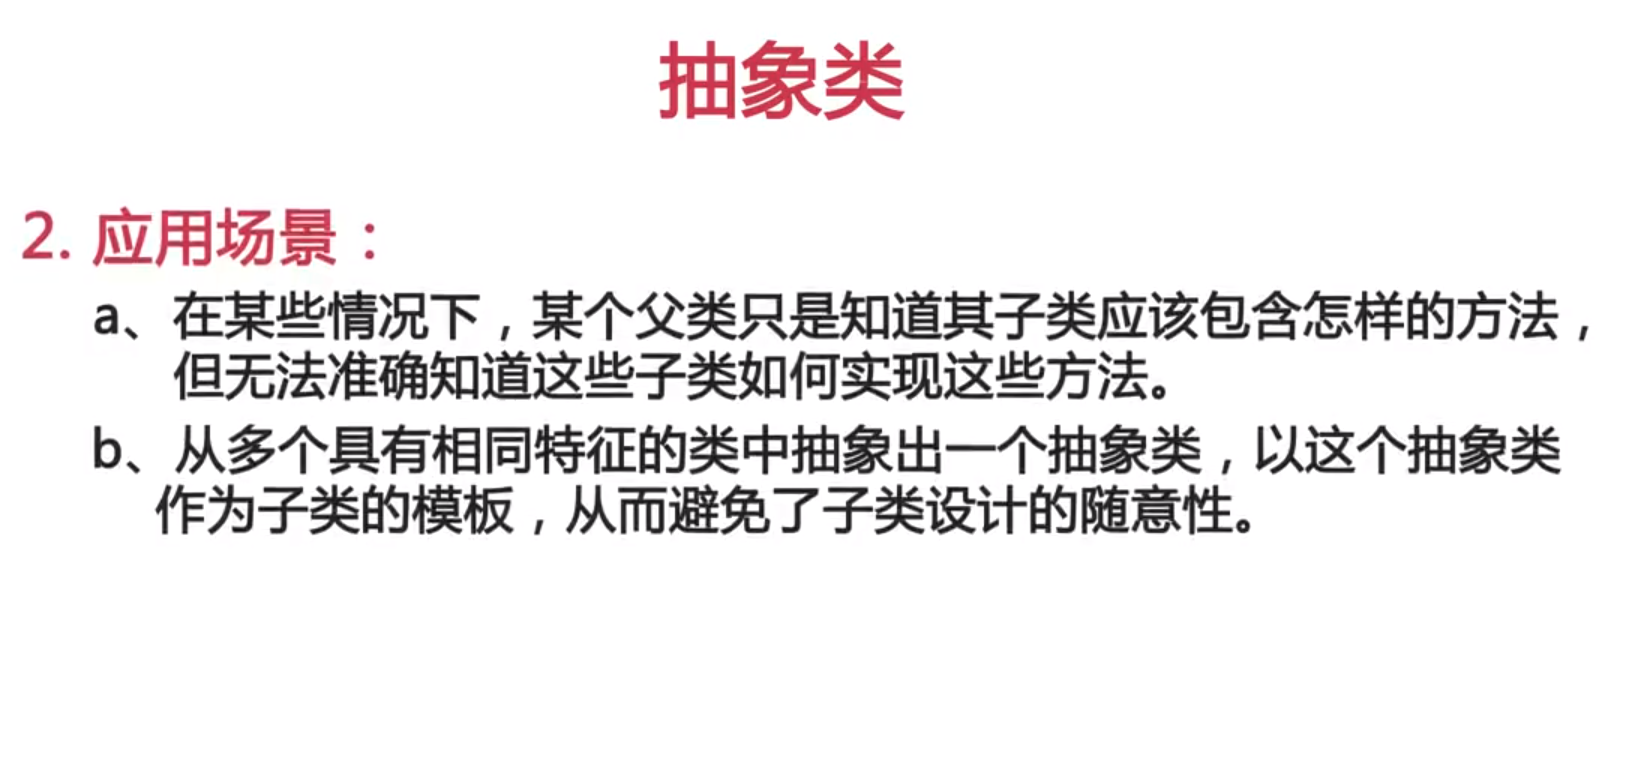 抽象类
2. 应用场景：
a、在某些情况下，某个父类只是知道其子类应该包含怎样的方法，
但无法准确知道这些子类如何实现这些方法。
b、从多个具有相同特征的类中抽象出一个抽象类，以这个抽象类
作为子类的模板，从而避免了子类设计的随意性。